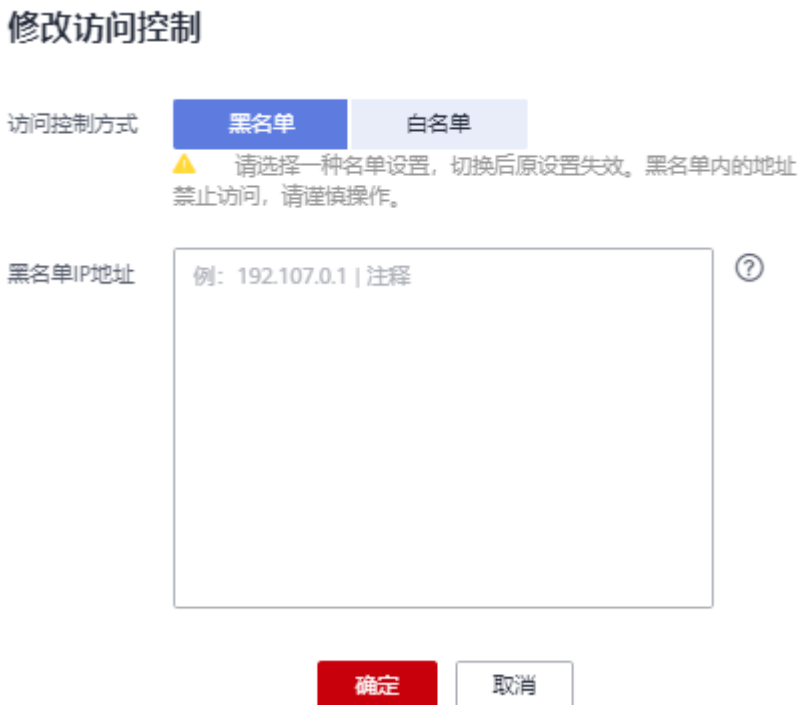 修改访问控制
访问控制方式
黑名单
白名单
请选择一种名单设置，切换后原设置失效。黑名单内的地址
禁止访问，请谨慎操作。
黑名单IP地址
例：192.107.0.1 | 注释
确定
取消